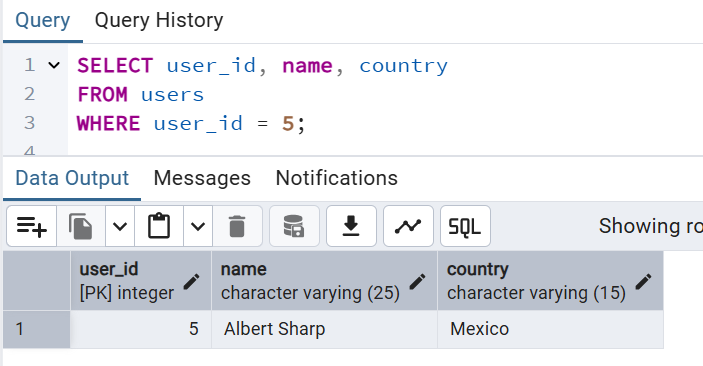 Query Query History
1 SELECT user_id, name, country
2 FROM users
3 WHERE user_id = 5;
4
Data Output Messages Notifications
SQL Showing ro
user_id name country
[PK] integer character varying (25) character varying (15)
1 5 Albert Sharp Mexico